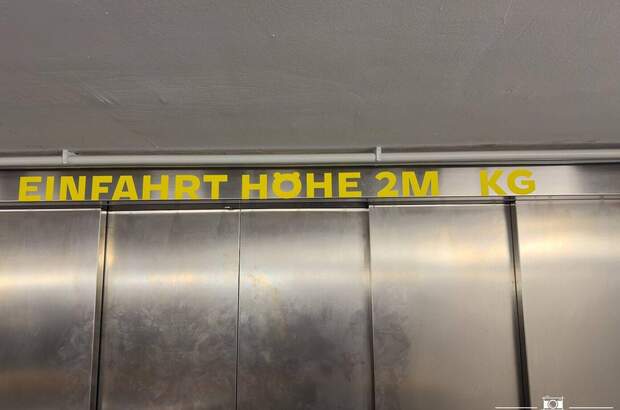 EINFAHRT HÖHE 2M KG